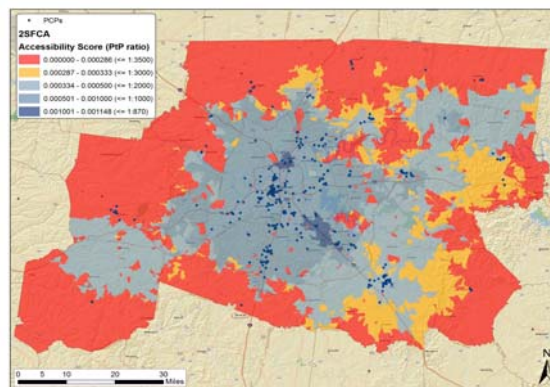 PCPs
2SFCA
Accessibility Score (PtP ratio)
0.000000 - 0.000286 (<= 1:3500)
0.000287 - 0.000333 (<= 1:3000)
0.000334 - 0.000500 (<= 1:2000)
0.000501 - 0.001000 (<= 1:1000)
0.001001 - 0.001148 (<= 1:870)
N
0 5 10 20 30
Miles